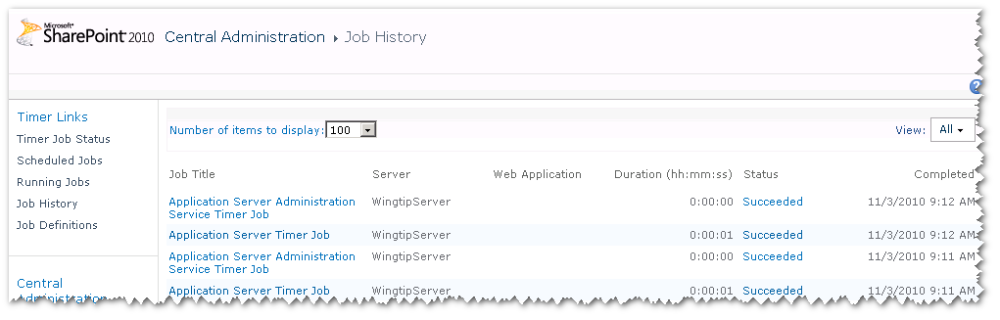 Microsoft®
SharePoint® 2010 Central Administration ▸ Job History
Timer Links
Timer Job Status
Scheduled Jobs
Running Jobs
Job History
Job Definitions
Central
Administration
Number of items to display: 100
View: All
Job Title Server Web Application Duration (hh:mm:ss) Status Completed
Application Server Administration
Service Timer Job WingtipServer 0:00:00 Succeeded 11/3/2010 9:12 AM
Application Server Timer Job WingtipServer 0:00:01 Succeeded 11/3/2010 9:12 AM
Application Server Administration
Service Timer Job WingtipServer 0:00:00 Succeeded 11/3/2010 9:11 AM
Application Server Timer Job WingtipServer 0:00:01 Succeeded 11/3/2010 9:11 AM